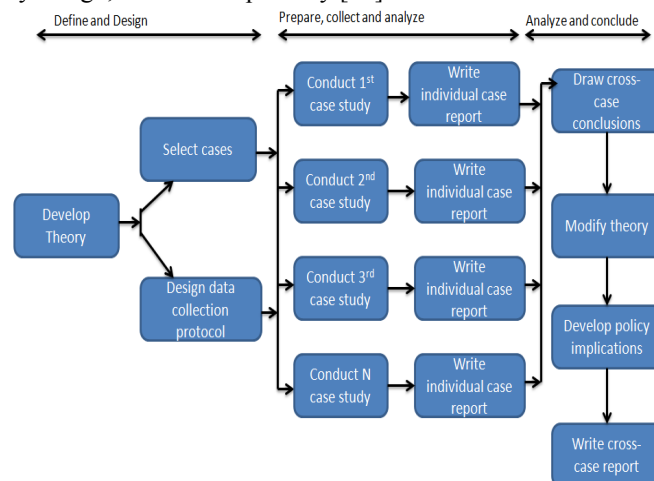 Define and Design
Prepare, collect and analyze
Analyze and conclude
Develop
Theory
Select cases
Design data
collection
protocol
Conduct 1st
case study
Write
individual case
report
Conduct 2nd
case study
Write
individual case
report
Conduct 3rd
case study
Write
individual case
report
Conduct N
case study
Write
individual case
report
Draw cross-
case
conclusions
Modify theory
Develop policy
implications
Write cross-
case report